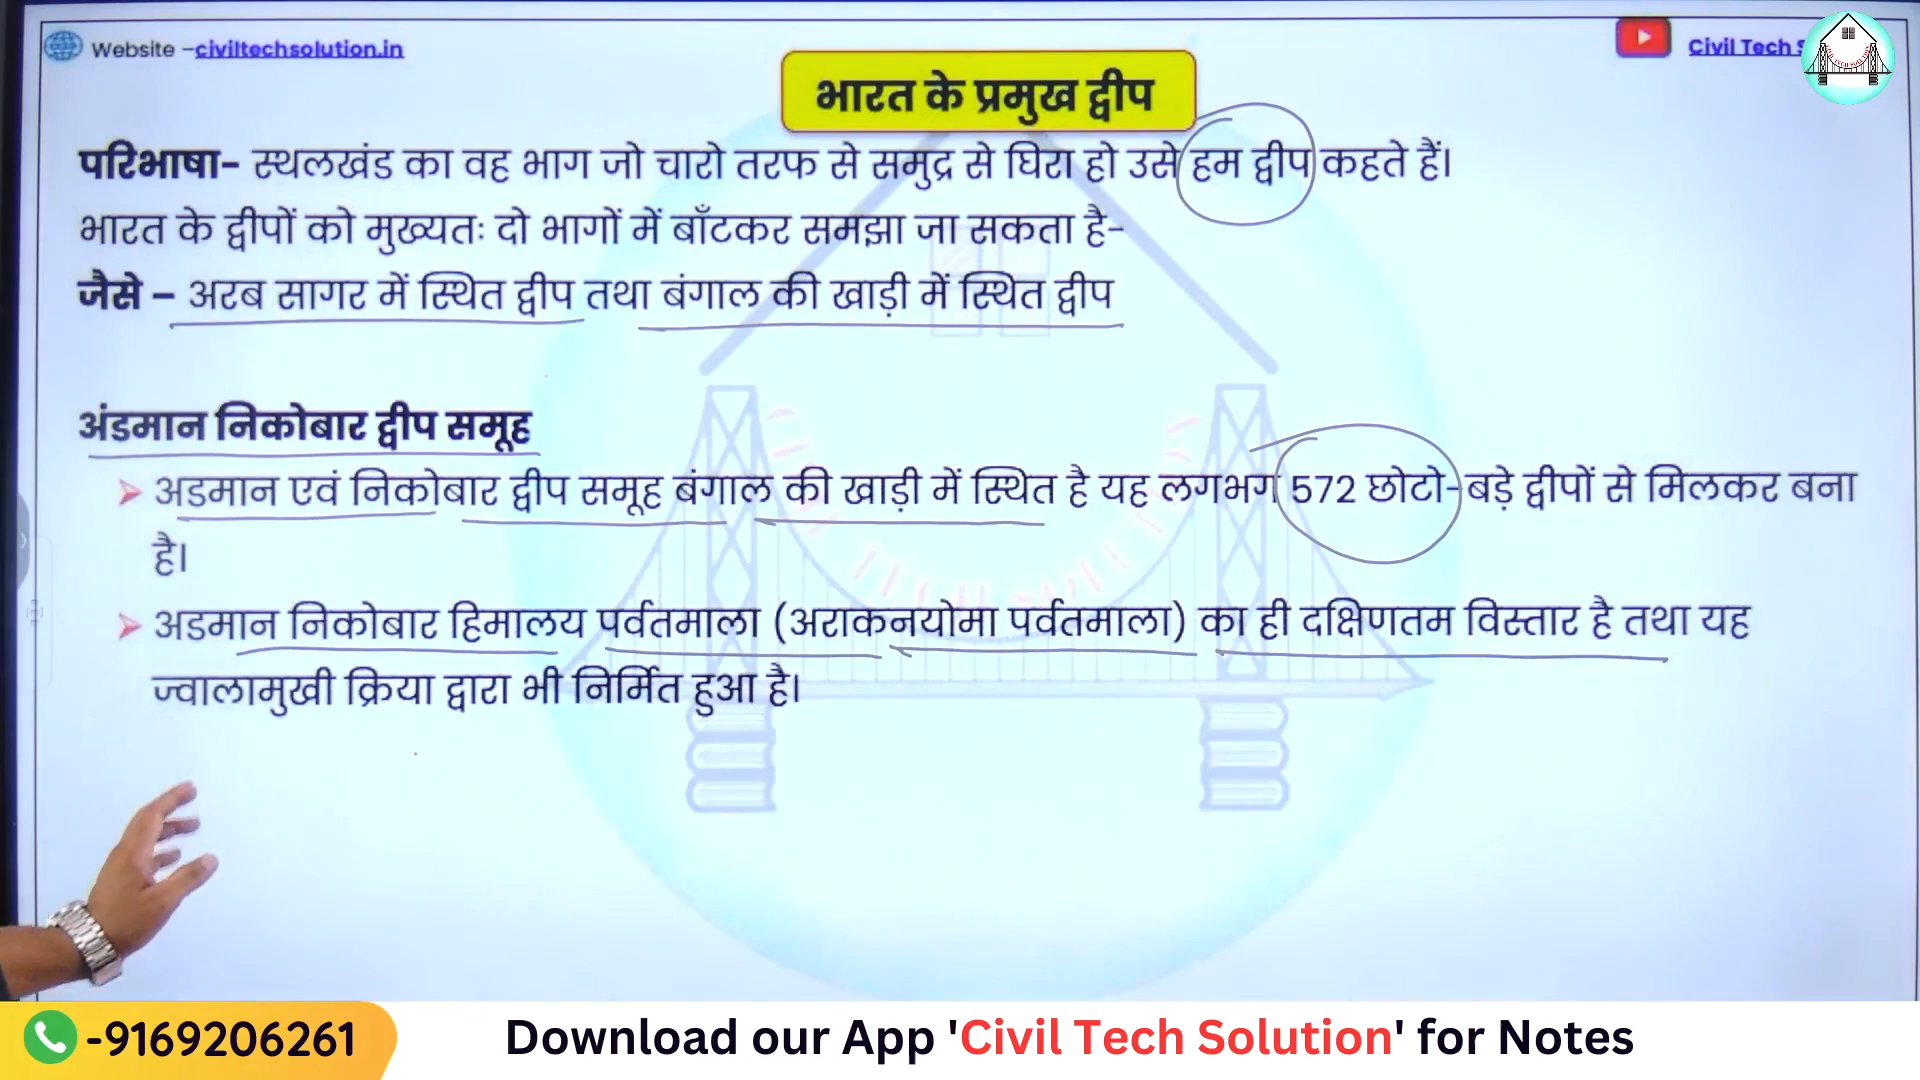 Website –civiltechsolution.in
Civil Tech S
भारत के प्रमुख द्वीप
परिभाषा- स्थलखंड का वह भाग जो चारो तरफ से समुद्र से घिरा हो उसे हम द्वीप कहते हैं।
भारत के द्वीपों को मुख्यतः दो भागों में बाँटकर समझा जा सकता है-
जैसे – अरब सागर में स्थित द्वीप तथा बंगाल की खाड़ी में स्थित द्वीप
अंडमान निकोबार द्वीप समूह
➢ अडमान एवं निकोबार द्वीप समूह बंगाल की खाड़ी में स्थित है यह लगभग 572 छोटो-बड़े द्वीपों से मिलकर बना
है।
➢ अडमान निकोबार हिमालय पर्वतमाला (अराकनयोमा पर्वतमाला) का ही दक्षिणतम विस्तार है तथा यह
ज्वालामुखी क्रिया द्वारा भी निर्मित हुआ है।
-9169206261
Download our App 'Civil Tech Solution' for Notes